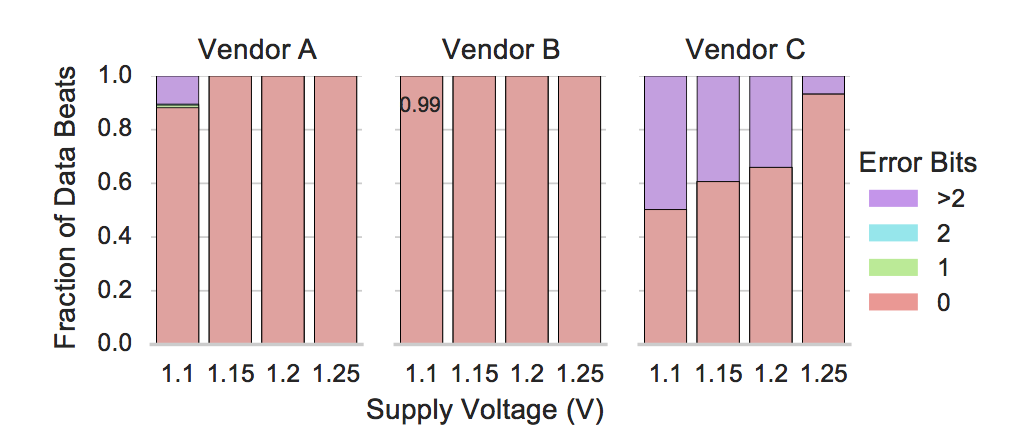 Vendor A Vendor B Vendor C
Fraction of Data Beats
1.0
0.8
0.6
0.4
0.2
0.0
0.99
1.1 1.15 1.2 1.25 1.1 1.15 1.2 1.25 1.1 1.15 1.2 1.25
Supply Voltage (V)
Error Bits
>2
2
1
0